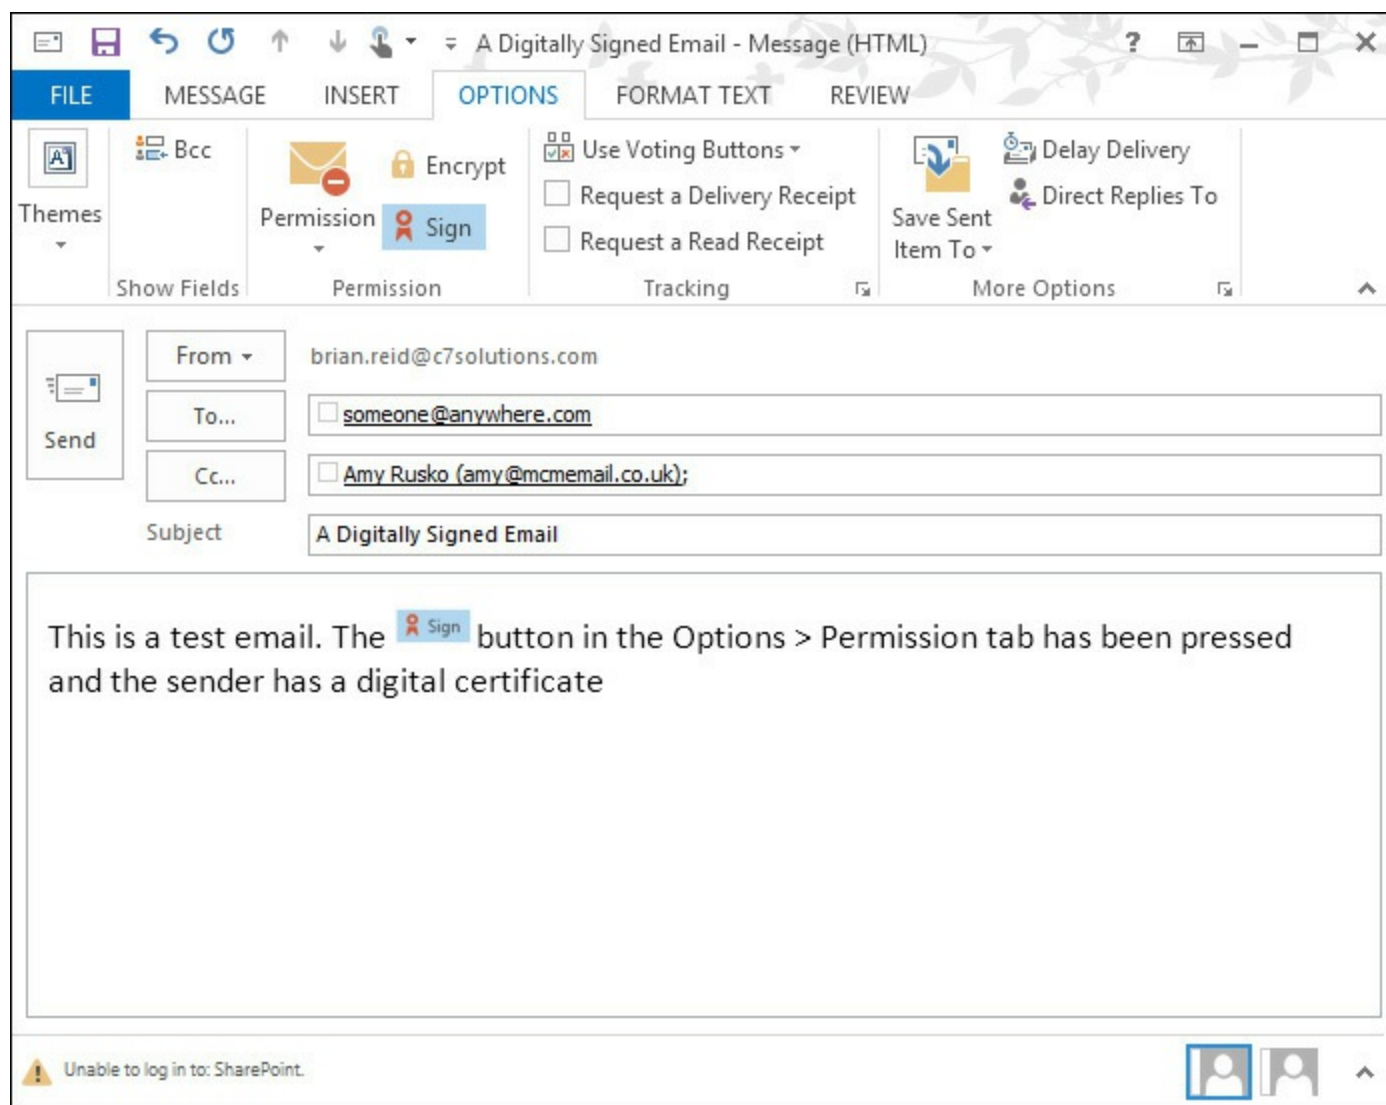 A Digitally Signed Email - Message (HTML) ?
FILE MESSAGE INSERT OPTIONS FORMAT TEXT REVIEW
Themes
Bcc
Show Fields
Permission
Encrypt
Sign
Permission
Use Voting Buttons
Request a Delivery Receipt
Request a Read Receipt
Tracking
Save Sent
Item To
Delay Delivery
Direct Replies To
More Options
Send
From brian.reid@c7solutions.com
To... someone@anywhere.com
Cc... Amy Rusko (amy@mcmemail.co.uk);
Subject A Digitally Signed Email
This is a test email. The Sign button in the Options > Permission tab has been pressed
and the sender has a digital certificate
Unable to log in to: SharePoint.